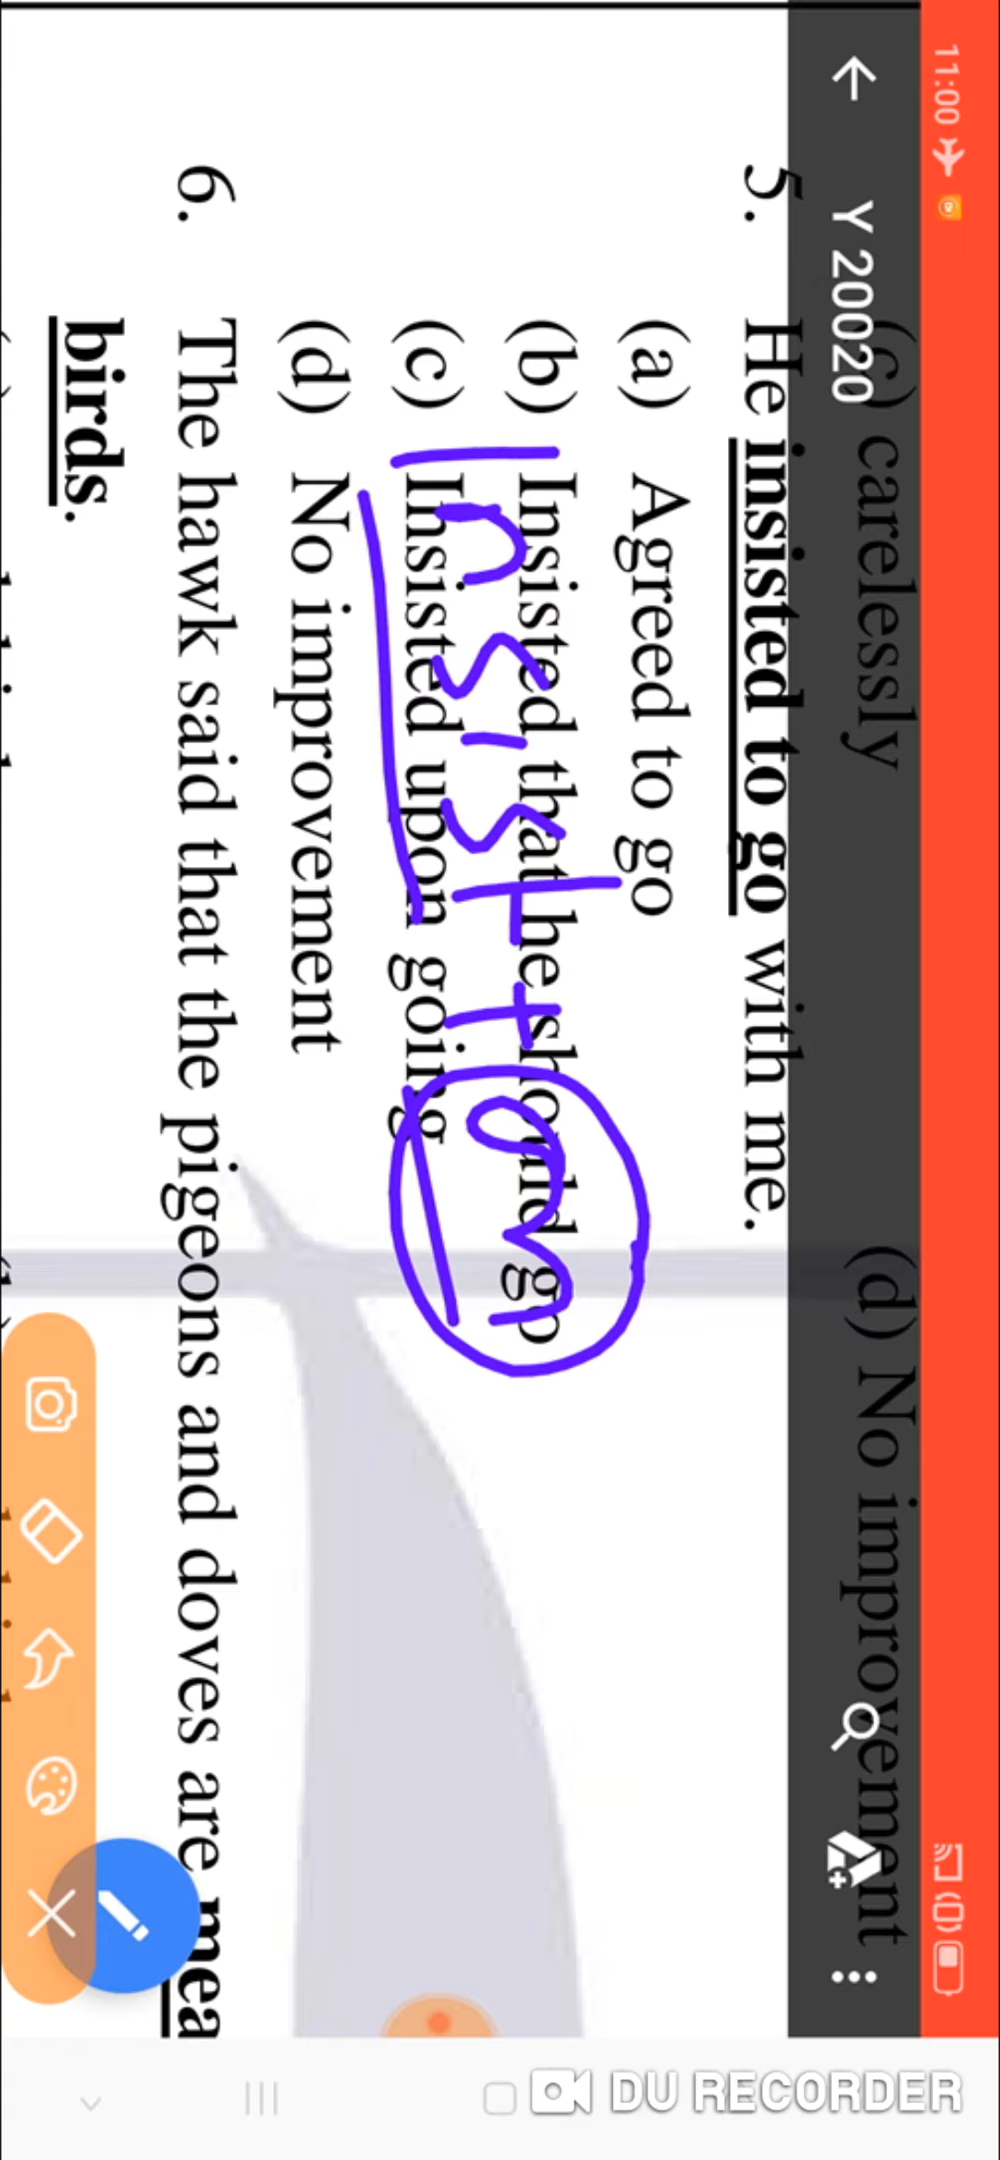 11:00
Y 20020
(c) carelessly (d) No improvement
5. He insisted to go with me.
(a) Agreed to go
(b) Insisted that he should go
(c) Insisted upon going
(d) No improvement
Insist + on
6. The hawk said that the pigeons and doves are mea
birds.
DU RECORDER